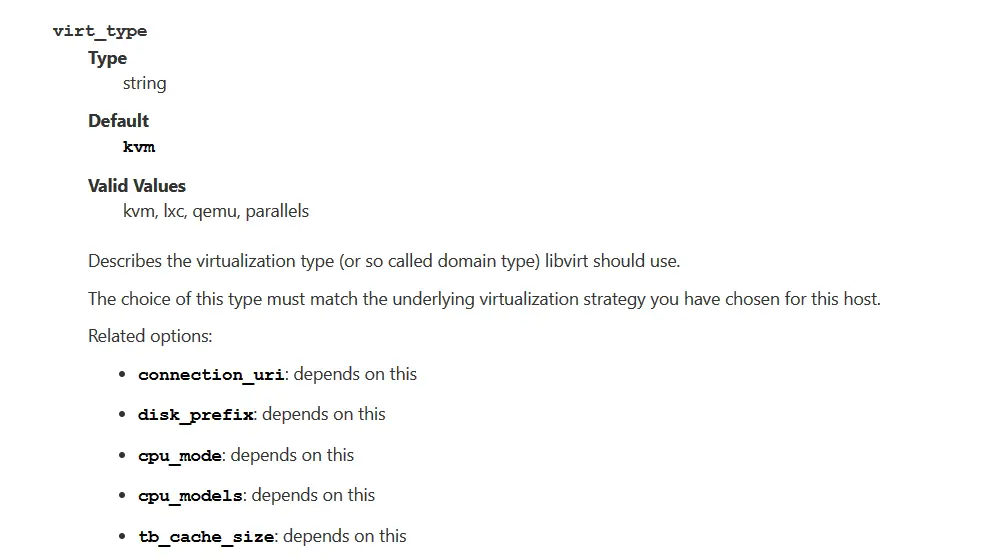 virt_type
Type
string
Default
kvm
Valid Values
kvm, lxc, qemu, parallels
Describes the virtualization type (or so called domain type) libvirt should use.
The choice of this type must match the underlying virtualization strategy you have chosen for this host.
Related options:
• connection_uri: depends on this
• disk_prefix: depends on this
• cpu_mode: depends on this
• cpu_models: depends on this
• tb_cache_size: depends on this